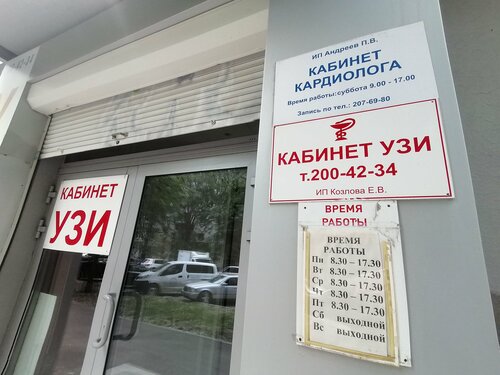 ИП Андреев П.В.
КАБИНЕТ
КАРДИОЛОГА
Время работы: суббота 9.00 - 17.00
Запись по тел.: 207-69-80
КАБИНЕТ УЗИ
т.200-42-34
ИП Козлова Е.В.
КАБИНЕТ
УЗИ
ВРЕМЯ
РАБОТЫ
ВРЕМЯ
РАБОТЫ
Пн 8.30 - 17.30
Вт 8.30 - 17.30
Ср 8.30 - 17.30
Чт 8.30 - 17.30
Пт 8.30 - 17.30
Сб выходной
Вс выходной